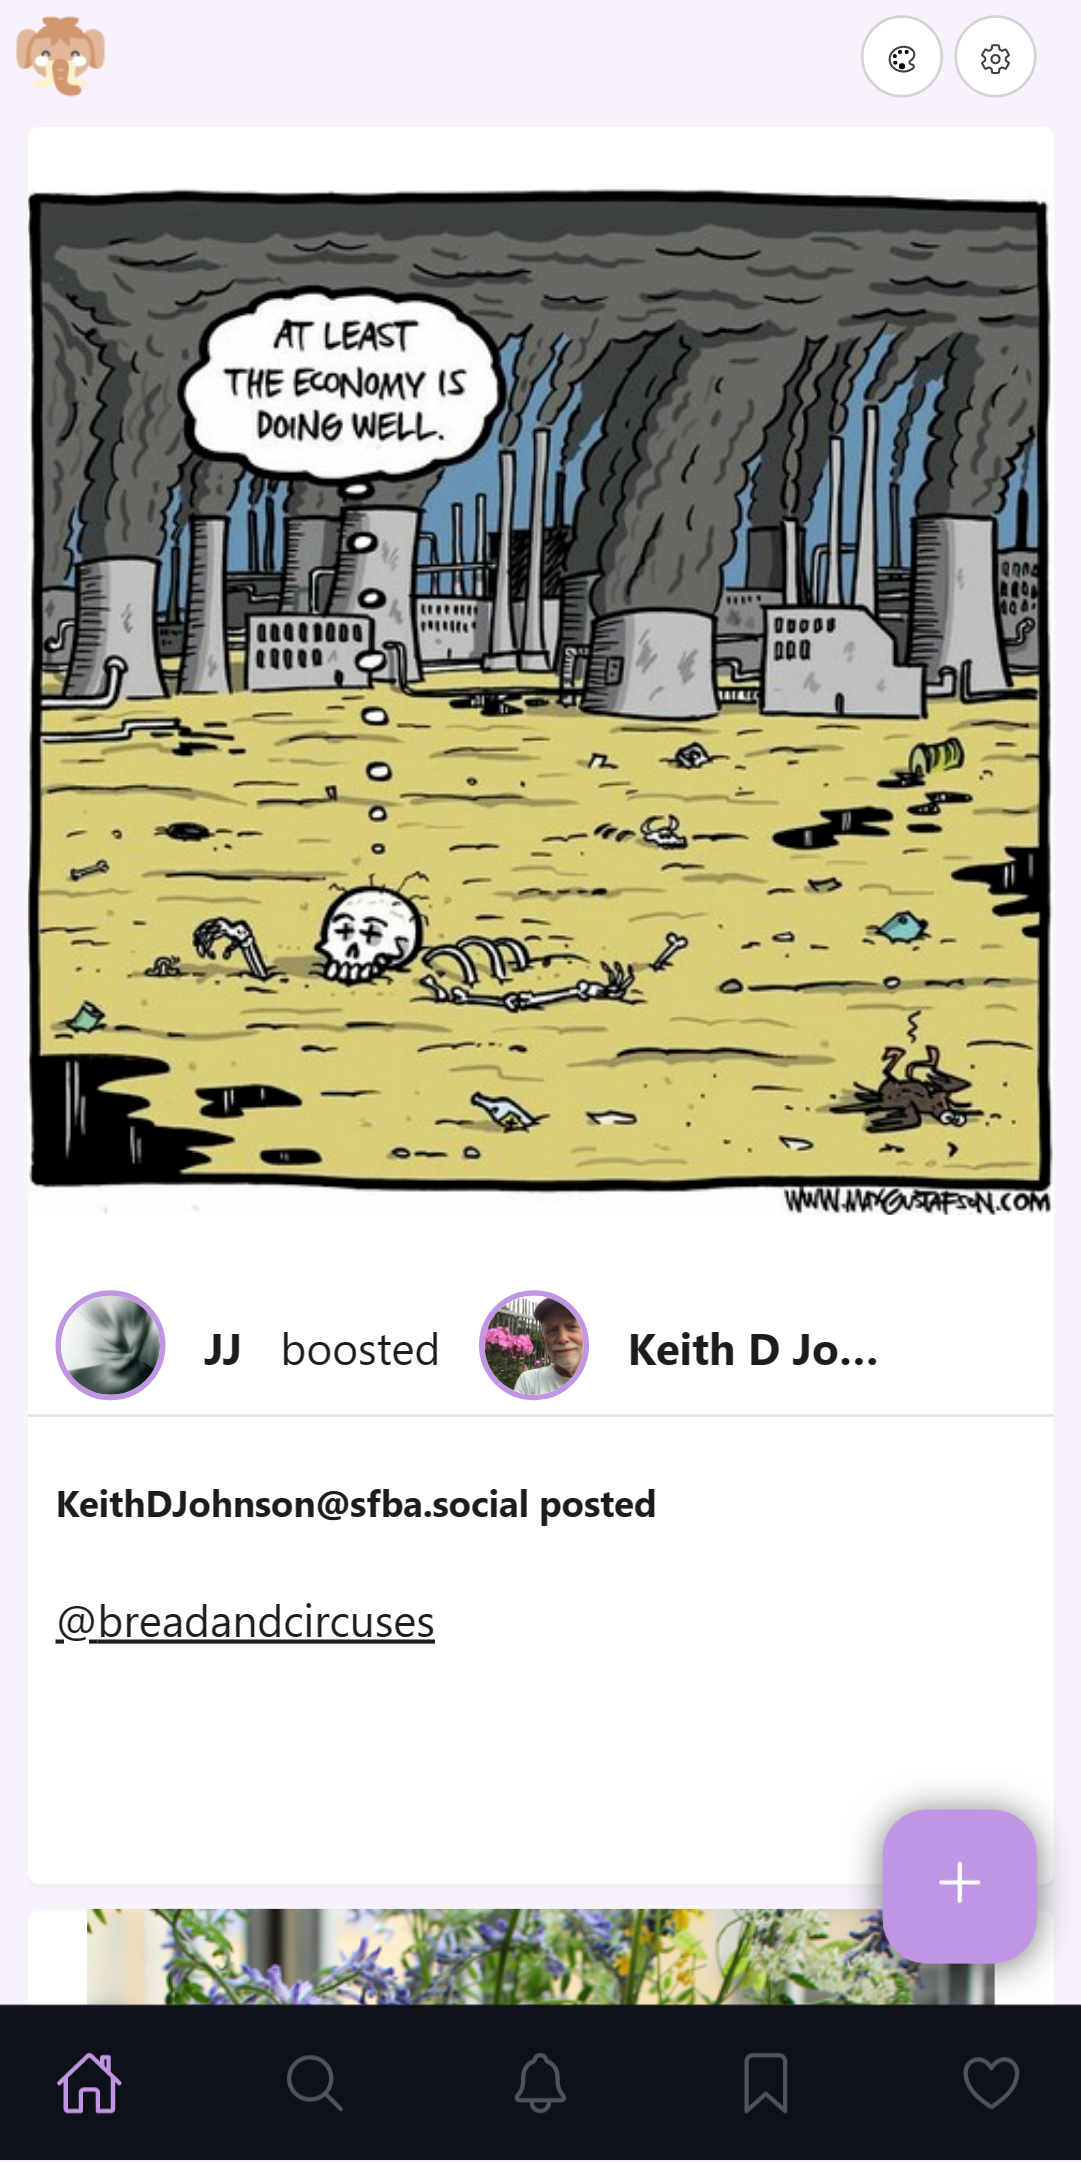 AT LEAST
THE ECONOMY IS
DOING WELL.
WWW.MAXGUSTAFSON.COM
JJ boosted Keith D Jo...
KeithDJohnson@sfba.social posted
@breadandcircuses